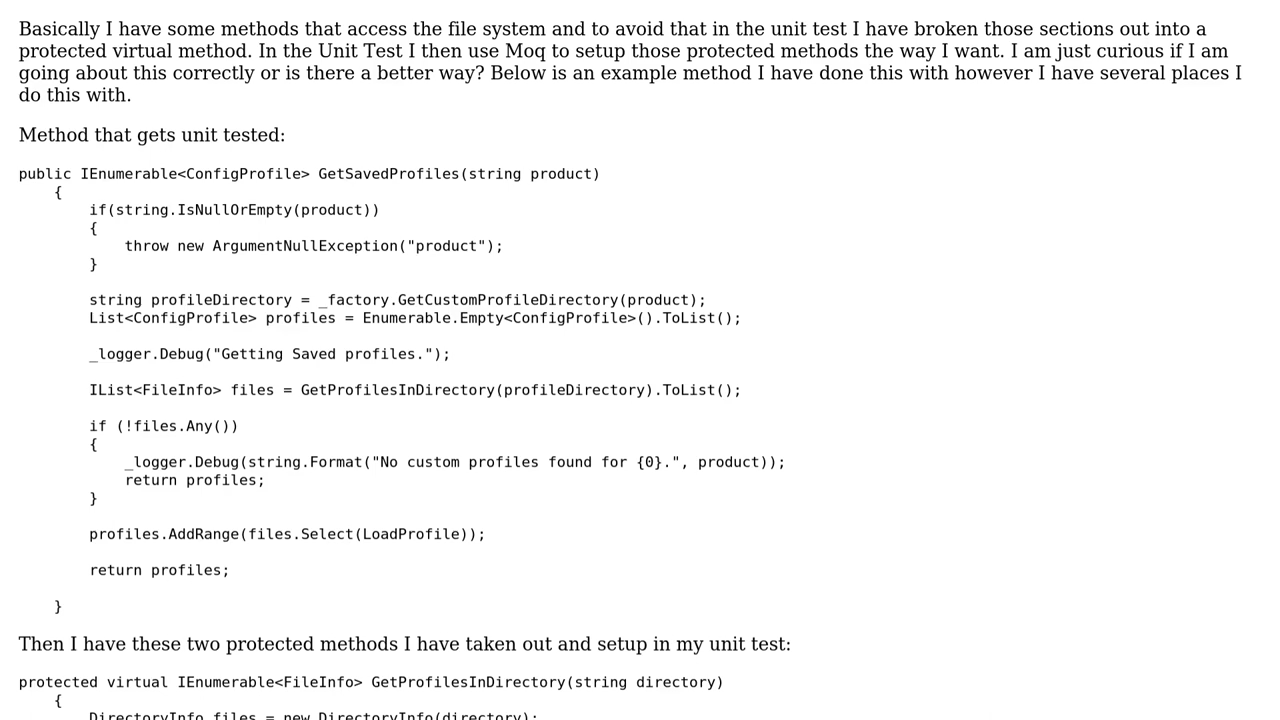 Basically I have some methods that access the file system and to avoid that in the unit test I have broken those sections out into a
protected virtual method. In the Unit Test I then use Moq to setup those protected methods the way I want. I am just curious if I am
going about this correctly or is there a better way? Below is an example method I have done this with however I have several places I
do this with.
Method that gets unit tested:
public IEnumerable<ConfigProfile> GetSavedProfiles(string product)
    {
        if(string.IsNullOrEmpty(product))
        {
            throw new ArgumentNullException("product");
        }
        string profileDirectory = _factory.GetCustomProfileDirectory(product);
        List<ConfigProfile> profiles = Enumerable.Empty<ConfigProfile>().ToList();
        _logger.Debug("Getting Saved profiles.");
        IList<FileInfo> files = GetProfilesInDirectory(profileDirectory).ToList();
        if (!files.Any())
        {
            _logger.Debug(string.Format("No custom profiles found for {0}.", product));
            return profiles;
        }
        profiles.AddRange(files.Select(LoadProfile));
        return profiles;
    }
Then I have these two protected methods I have taken out and setup in my unit test:
protected virtual IEnumerable<FileInfo> GetProfilesInDirectory(string directory)
    {
        DirectoryInfo files = new DirectoryInfo(directory);